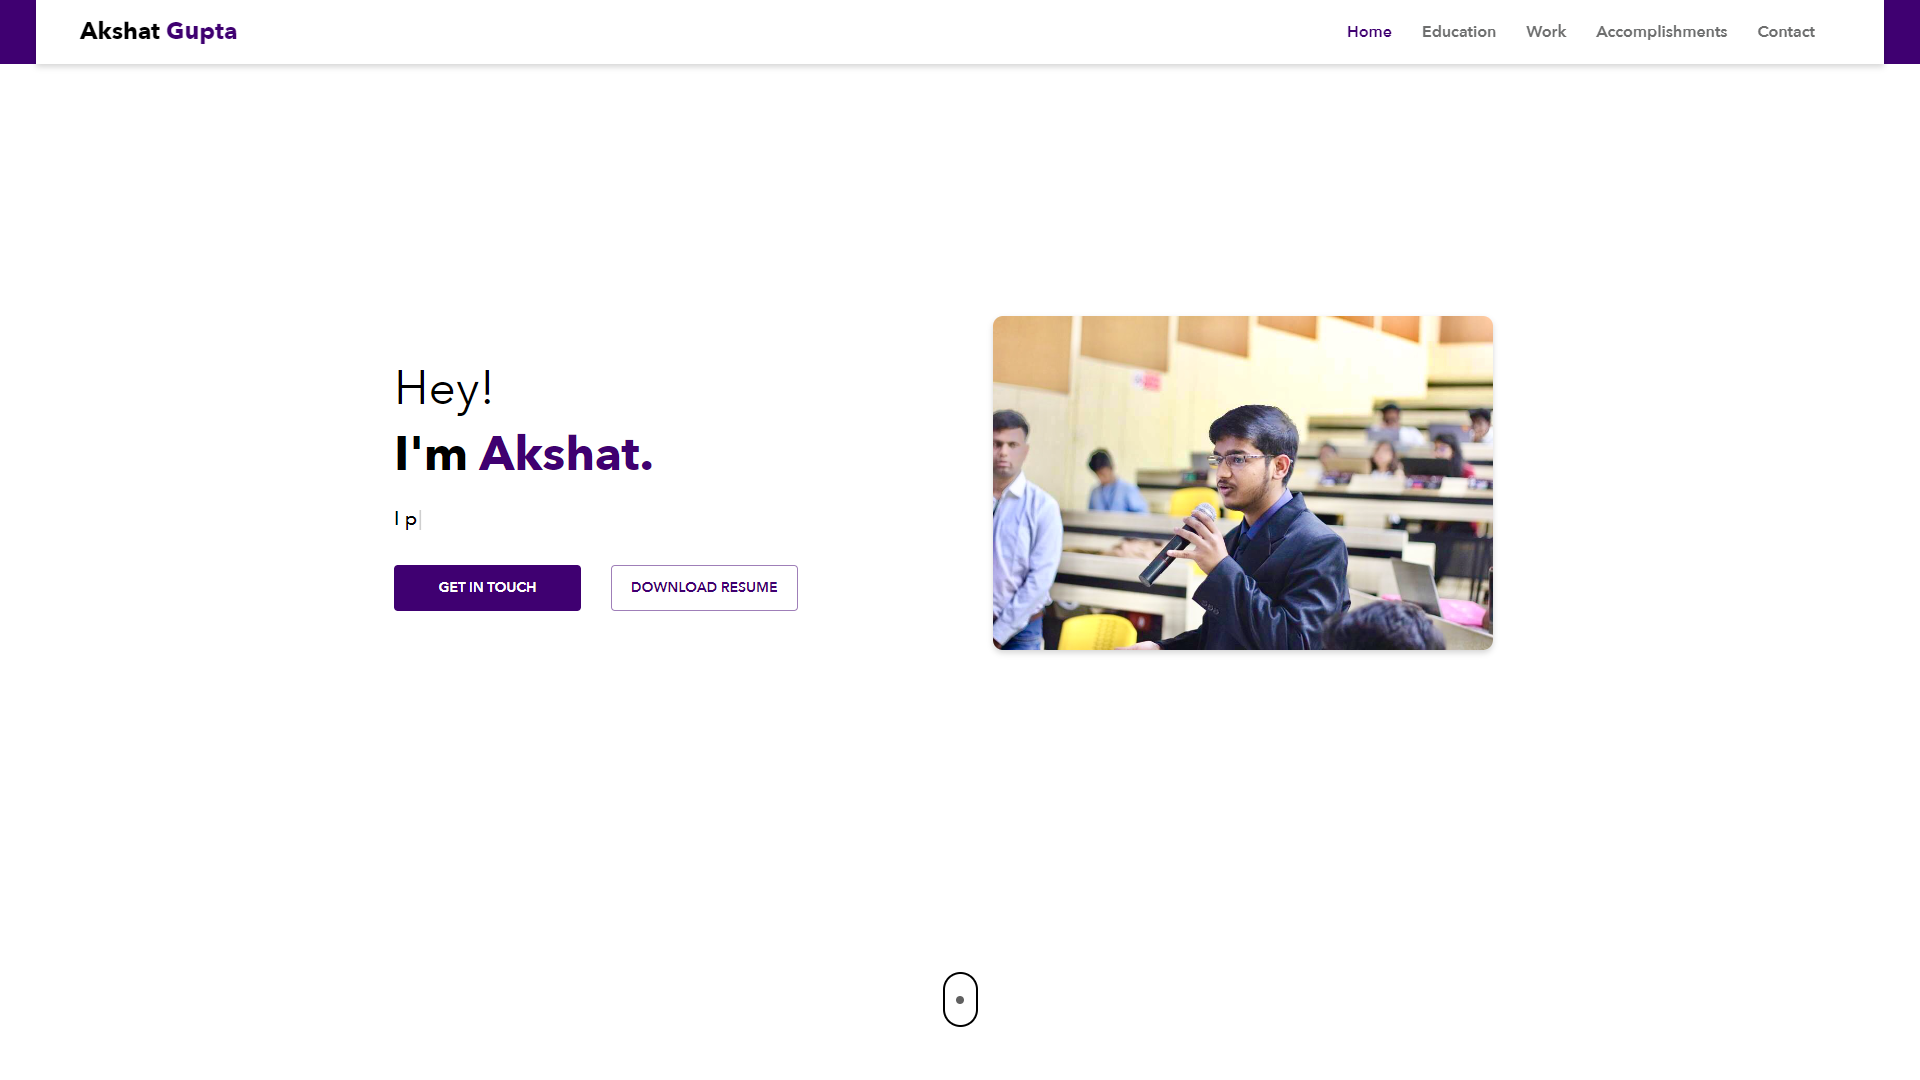 Akshat Gupta
Home Education Work Accomplishments Contact
Hey!
I'm Akshat.
I p
GET IN TOUCH
DOWNLOAD RESUME